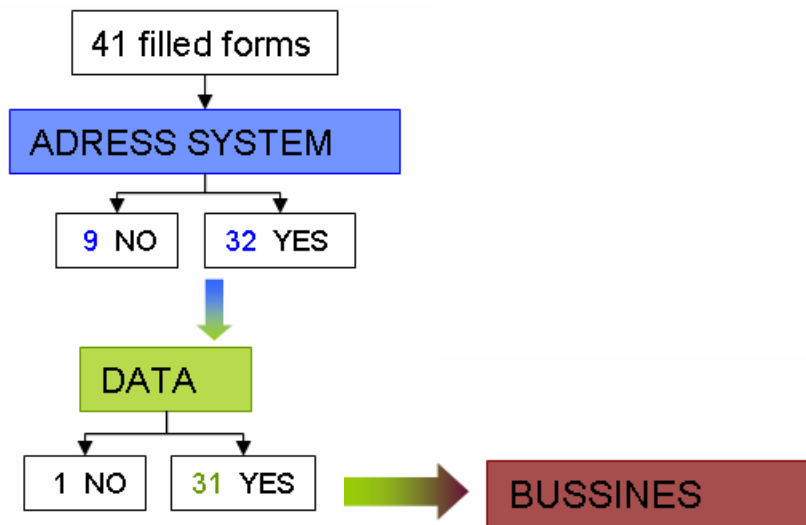 41 filled forms
ADRESS SYSTEM
9 NO
32 YES
DATA
1 NO
31 YES
BUSSINES